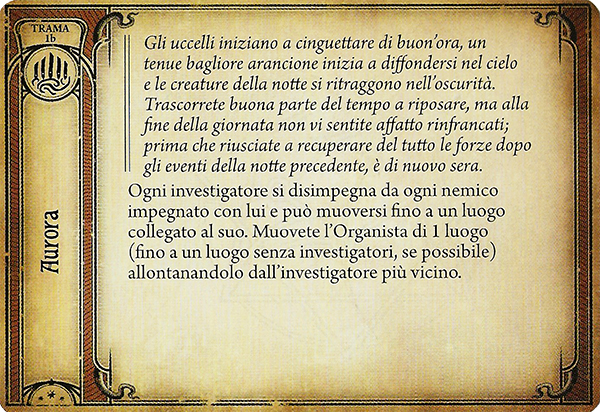 TRAMA
1b
Aurora
Gli uccelli iniziano a cinguettare di buon'ora, un
tenue bagliore arancione inizia a diffondersi nel cielo
e le creature della notte si ritraggono nell'oscurità.
Trascorrete buona parte del tempo a riposare, ma alla
fine della giornata non vi sentite affatto rinfrancati;
prima che riusciate a recuperare del tutto le forze dopo
gli eventi della notte precedente, è di nuovo sera.
Ogni investigatore si disimpegna da ogni nemico
impegnato con lui e può muoversi fino a un luogo
collegato al suo. Muovete l'Organista di 1 luogo
(fino a un luogo senza investigatori, se possibile)
allontanandolo dall'investigatore più vicino.